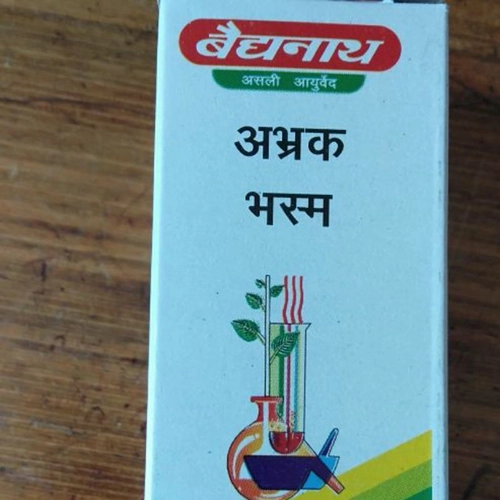 बैद्यनाथ
असली आयुर्वेद
अभ्रक
भस्म